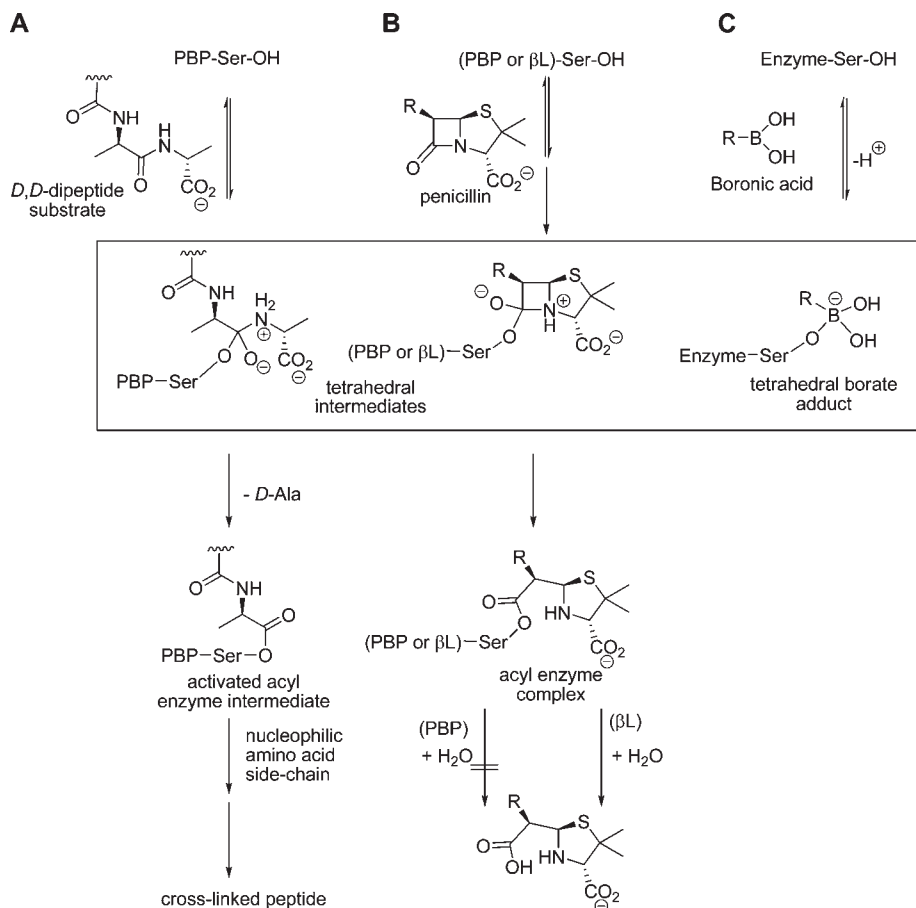 A
B
C
PBP-Ser-OH
(PBP or βL)-Ser-OH
Enzyme-Ser-OH
O
NH
H
N
O
CO2
⊖
D,D-dipeptide
substrate
R
S
N
O
CO2
⊖
penicillin
R-B
OH
OH
Boronic acid
-H⊕
O
NH
H2
N
⊕
O
O
⊖
CO2
⊖
PBP-Ser
tetrahedral
intermediates
R
S
⊖
O
N
H
⊕
O
CO2
⊖
(PBP or βL)-Ser
R
⊖
B
OH
OH
O
Enzyme-Ser
tetrahedral borate
adduct
- D-Ala
O
NH
O
PBP-Ser-O
activated acyl
enzyme intermediate
R
S
O
O
HN
CO2
⊖
(PBP or βL)-Ser
acyl enzyme
complex
nucleophilic
amino acid
side-chain
(PBP)
+ H2O
(βL)
+ H2O
cross-linked peptide
R
S
O
OH
HN
CO2
⊖